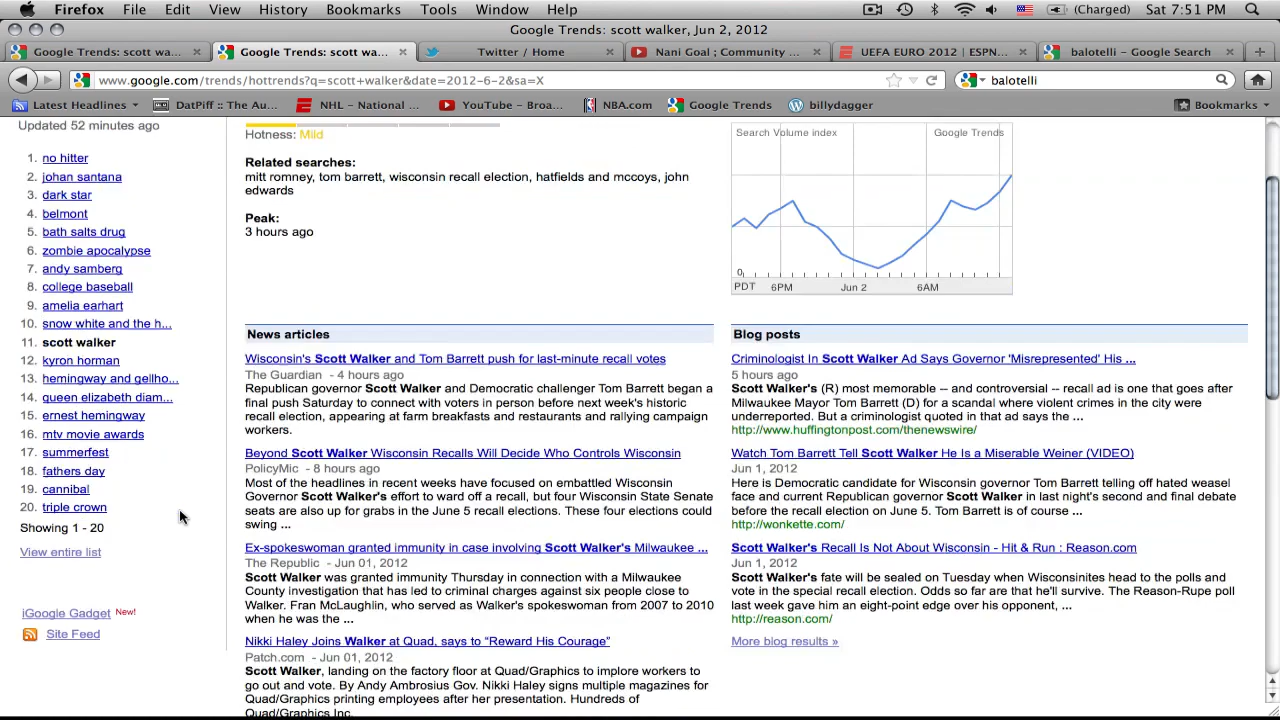 Firefox File Edit View History Bookmarks Tools Window Help (Charged) Sat 7:51 PM
Google Trends: scott walker, Jun 2, 2012
Google Trends: scott wa... Google Trends: scott wa... Twitter / Home Nani Goal ; Community ... UEFA EURO 2012 | ESPN... balotelli - Google Search
www.google.com/trends/hottrends?q=scott+walker&date=2012-6-2&sa=X balotelli
Latest Headlines DatPiff :: The Au... NHL - National ... YouTube - Broa... NBA.com Google Trends billydagger Bookmarks
Updated 52 minutes ago
1. no hitter
2. johan santana
3. dark star
4. belmont
5. bath salts drug
6. zombie apocalypse
7. andy samberg
8. college baseball
9. amelia earhart
10. snow white and the h...
11. scott walker
12. kyron horman
13. hemingway and gellho...
14. queen elizabeth diam...
15. ernest hemingway
16. mtv movie awards
17. summerfest
18. fathers day
19. cannibal
20. triple crown
Showing 1 - 20
View entire list
iGoogle Gadget New!
Site Feed
Hotness: Mild
Related searches:
mitt romney, tom barrett, wisconsin recall election, hatfields and mccoys, john
edwards
Peak:
3 hours ago
Search Volume index Google Trends
0
PDT 6PM Jun 2 6AM
News articles
Wisconsin's Scott Walker and Tom Barrett push for last-minute recall votes
The Guardian - 4 hours ago
Republican governor Scott Walker and Democratic challenger Tom Barrett began a
final push Saturday to connect with voters in person before next week's historic
recall election, appearing at farm breakfasts and restaurants and rallying campaign
workers.
Beyond Scott Walker Wisconsin Recalls Will Decide Who Controls Wisconsin
PolicyMic - 8 hours ago
Most of the headlines in recent weeks have focused on embattled Wisconsin
Governor Scott Walker's effort to ward off a recall, but four Wisconsin State Senate
seats are also up for grabs in the June 5 recall elections. These four elections could
swing ...
Ex-spokeswoman granted immunity in case involving Scott Walker's Milwaukee ...
The Republic - Jun 01, 2012
Scott Walker was granted immunity Thursday in connection with a Milwaukee
County investigation that has led to criminal charges against six people close to
Walker. Fran McLaughlin, who served as Walker's spokeswoman from 2007 to 2010
when he was the ...
Nikki Haley Joins Walker at Quad, says to “Reward His Courage”
Patch.com - Jun 01, 2012
Scott Walker, landing on the factory floor at Quad/Graphics to implore workers to
go out and vote. By Andy Ambrosius Gov. Nikki Haley signs multiple magazines for
Quad/Graphics printing employees after her presentation. Hundreds of
Quad/Graphics Inc.
Blog posts
Criminologist In Scott Walker Ad Says Governor 'Misrepresented' His ...
5 hours ago
Scott Walker's (R) most memorable -- and controversial -- recall ad is one that goes after
Milwaukee Mayor Tom Barrett (D) for a scandal where violent crimes in the city were
underreported. But a criminologist quoted in that ad says the ...
http://www.huffingtonpost.com/thenewswire/
Watch Tom Barrett Tell Scott Walker He Is a Miserable Weiner (VIDEO)
Jun 1, 2012
Here is Democratic candidate for Wisconsin governor Tom Barrett telling off hated weasel
face and current Republican governor Scott Walker in last night's second and final debate
before the recall election on June 5. Tom Barrett is of course ...
http://wonkette.com/
Scott Walker's Recall Is Not About Wisconsin - Hit & Run : Reason.com
Jun 1, 2012
Scott Walker's fate will be sealed on Tuesday when Wisconsinites head to the polls and
vote in the special recall election. Odds so far are that he'll survive. The Reason-Rupe poll
last week gave him an eight-point edge over his opponent, ...
http://reason.com/
More blog results »